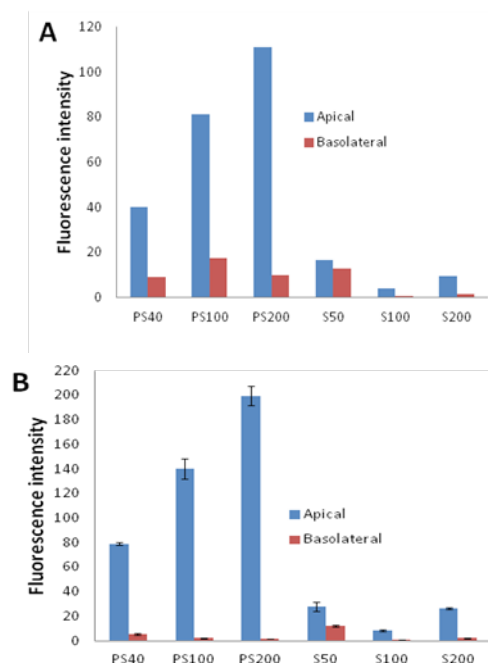 A
Fluorescence intensity
120
100
80
60
40
20
0
Apical
Basolateral
PS40 PS100 PS200 S50 S100 S200
B
Fluorescence intensity
220
200
180
160
140
120
100
80
60
40
20
0
Apical
Basolateral
PS40 PS100 PS200 S50 S100 S200